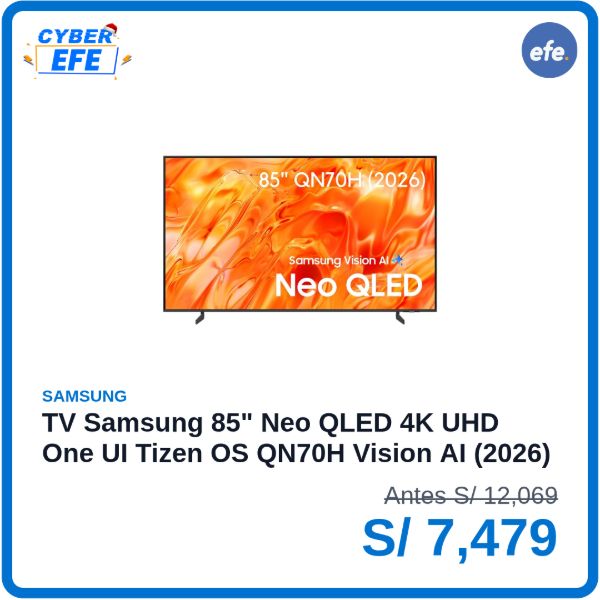 CYBER
EFE
efe.
85" QN70H (2026)
Samsung Vision AI
Neo QLED
SAMSUNG
TV Samsung 85" Neo QLED 4K UHD
One UI Tizen OS QN70H Vision AI (2026)
Antes S/ 12,069
S/ 7,479